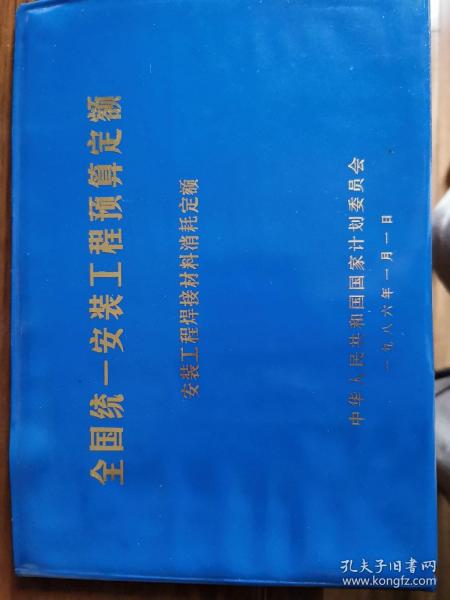 全国统一安装工程预算定额
安装工程焊接材料消耗定额
中华人民共和国国家计划委员会
一九八六年一月一日
孔夫子旧书网
www.kongfz.com